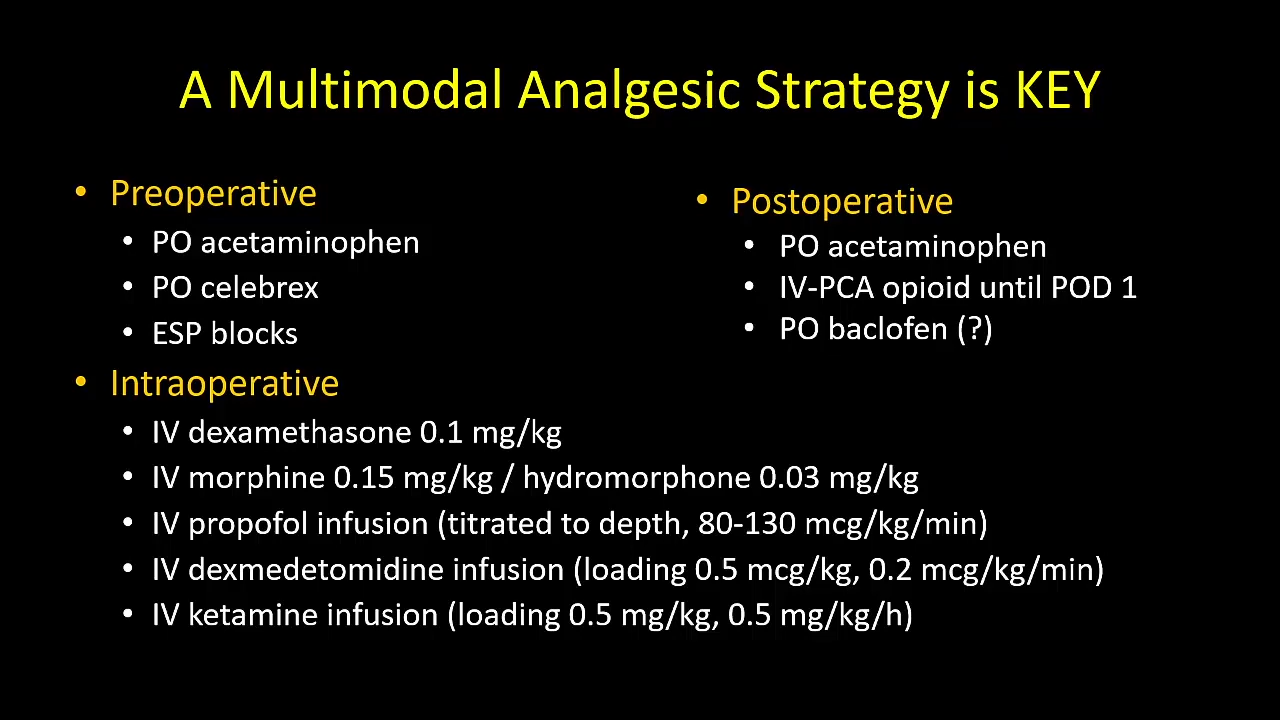 A Multimodal Analgesic Strategy is KEY
• Preoperative
• PO acetaminophen
• PO celebrex
• ESP blocks
• Intraoperative
• IV dexamethasone 0.1 mg/kg
• IV morphine 0.15 mg/kg / hydromorphone 0.03 mg/kg
• IV propofol infusion (titrated to depth, 80-130 mcg/kg/min)
• IV dexmedetomidine infusion (loading 0.5 mcg/kg, 0.2 mcg/kg/min)
• IV ketamine infusion (loading 0.5 mg/kg, 0.5 mg/kg/h)
• Postoperative
• PO acetaminophen
• IV-PCA opioid until POD 1
• PO baclofen (?)